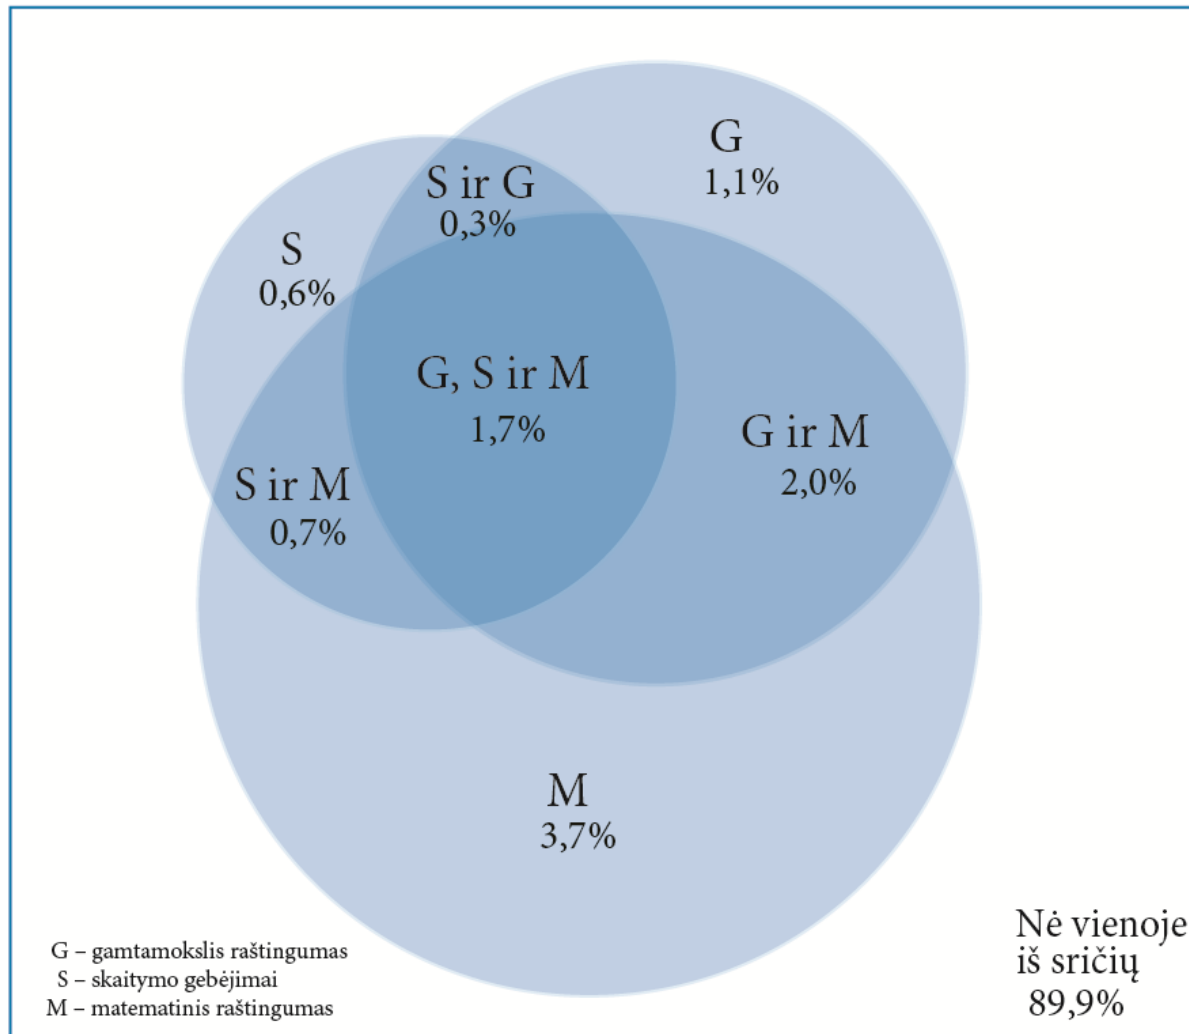 G
1,1%
S ir G
0,3%
S
0,6%
G, S ir M
1,7%
G ir M
2,0%
S ir M
0,7%
M
3,7%
Nė vienoje
iš sričių
89,9%
G – gamtamokslis raštingumas
S – skaitymo gebėjimai
M – matematinis raštingumas